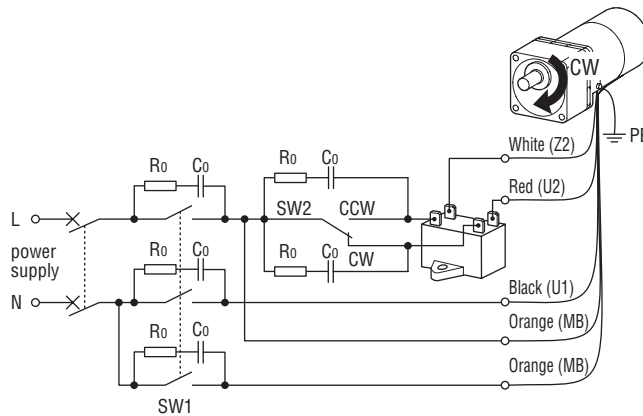 CW
PE
White (Z2)
R0 C0
R0 C0
Red (U2)
L
SW2
CCW
power
supply
CW
R0 C0
R0 C0
N
Black (U1)
Orange (MB)
R0 C0
Orange (MB)
SW1